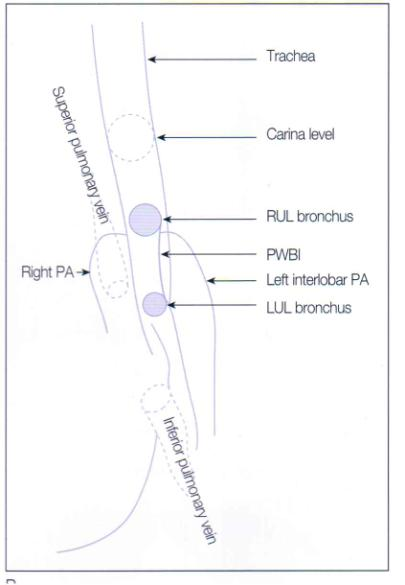 Trachea
Superior pulmonary vein
Carina level
RUL bronchus
PWBI
Right PA
Left interlobar PA
LUL bronchus
Inferior pulmonary vein